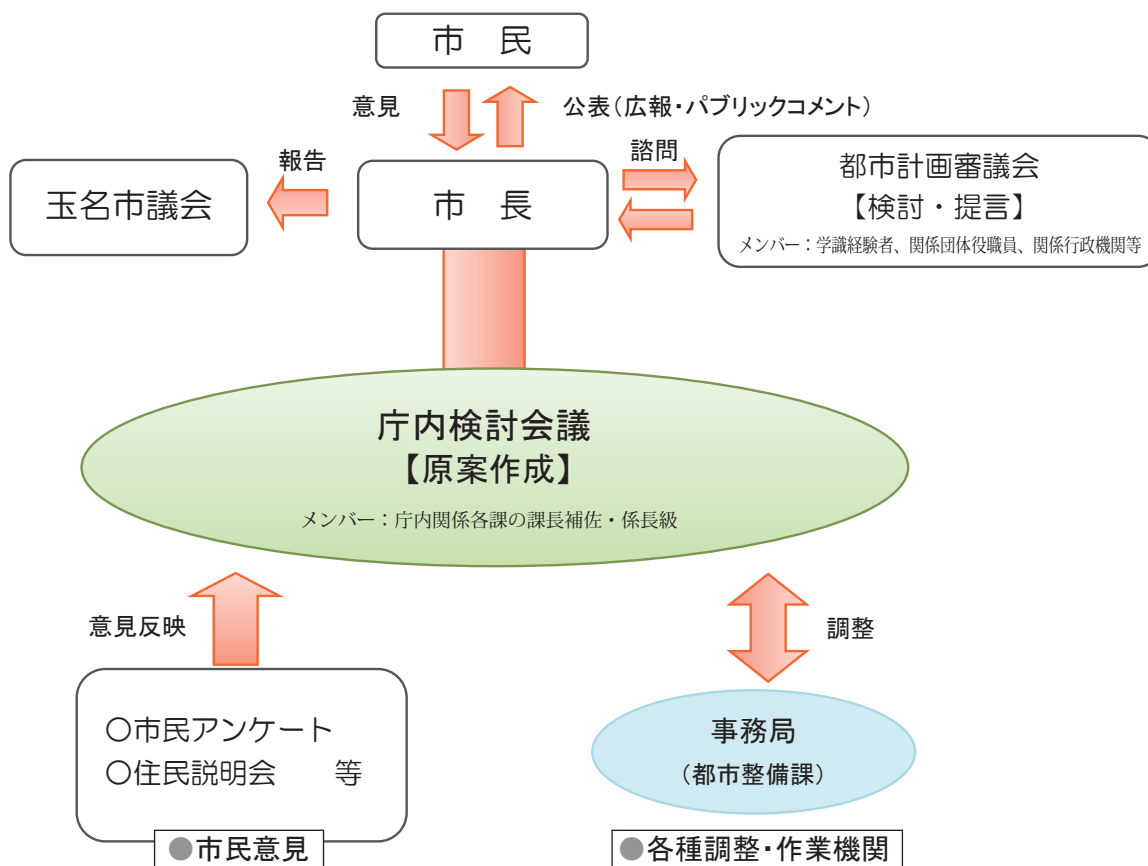 市 民
意見
公表(広報・パブリックコメント)
報告
諮問
玉名市議会
市 長
都市計画審議会
【検討・提言】
メンバー：学識経験者、関係団体役職員、関係行政機関等
庁内検討会議
【原案作成】
メンバー：庁内関係各課の課長補佐・係長級
意見反映
調整
○市民アンケート
○住民説明会 等
事務局
(都市整備課)
●市民意見
●各種調整・作業機関